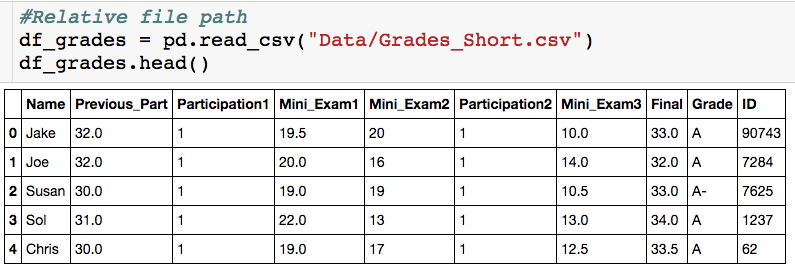 #Relative file path
df_grades = pd.read_csv("Data/Grades_Short.csv")
df_grades.head()
Name Previous_Part Participation1 Mini_Exam1 Mini_Exam2 Participation2 Mini_Exam3 Final Grade ID
0 Jake 32.0 1 19.5 20 1 10.0 33.0 A 90743
1 Joe 32.0 1 20.0 16 1 14.0 32.0 A 7284
2 Susan 30.0 1 19.0 19 1 10.5 33.0 A- 7625
3 Sol 31.0 1 22.0 13 1 13.0 34.0 A 1237
4 Chris 30.0 1 19.0 17 1 12.5 33.5 A 62